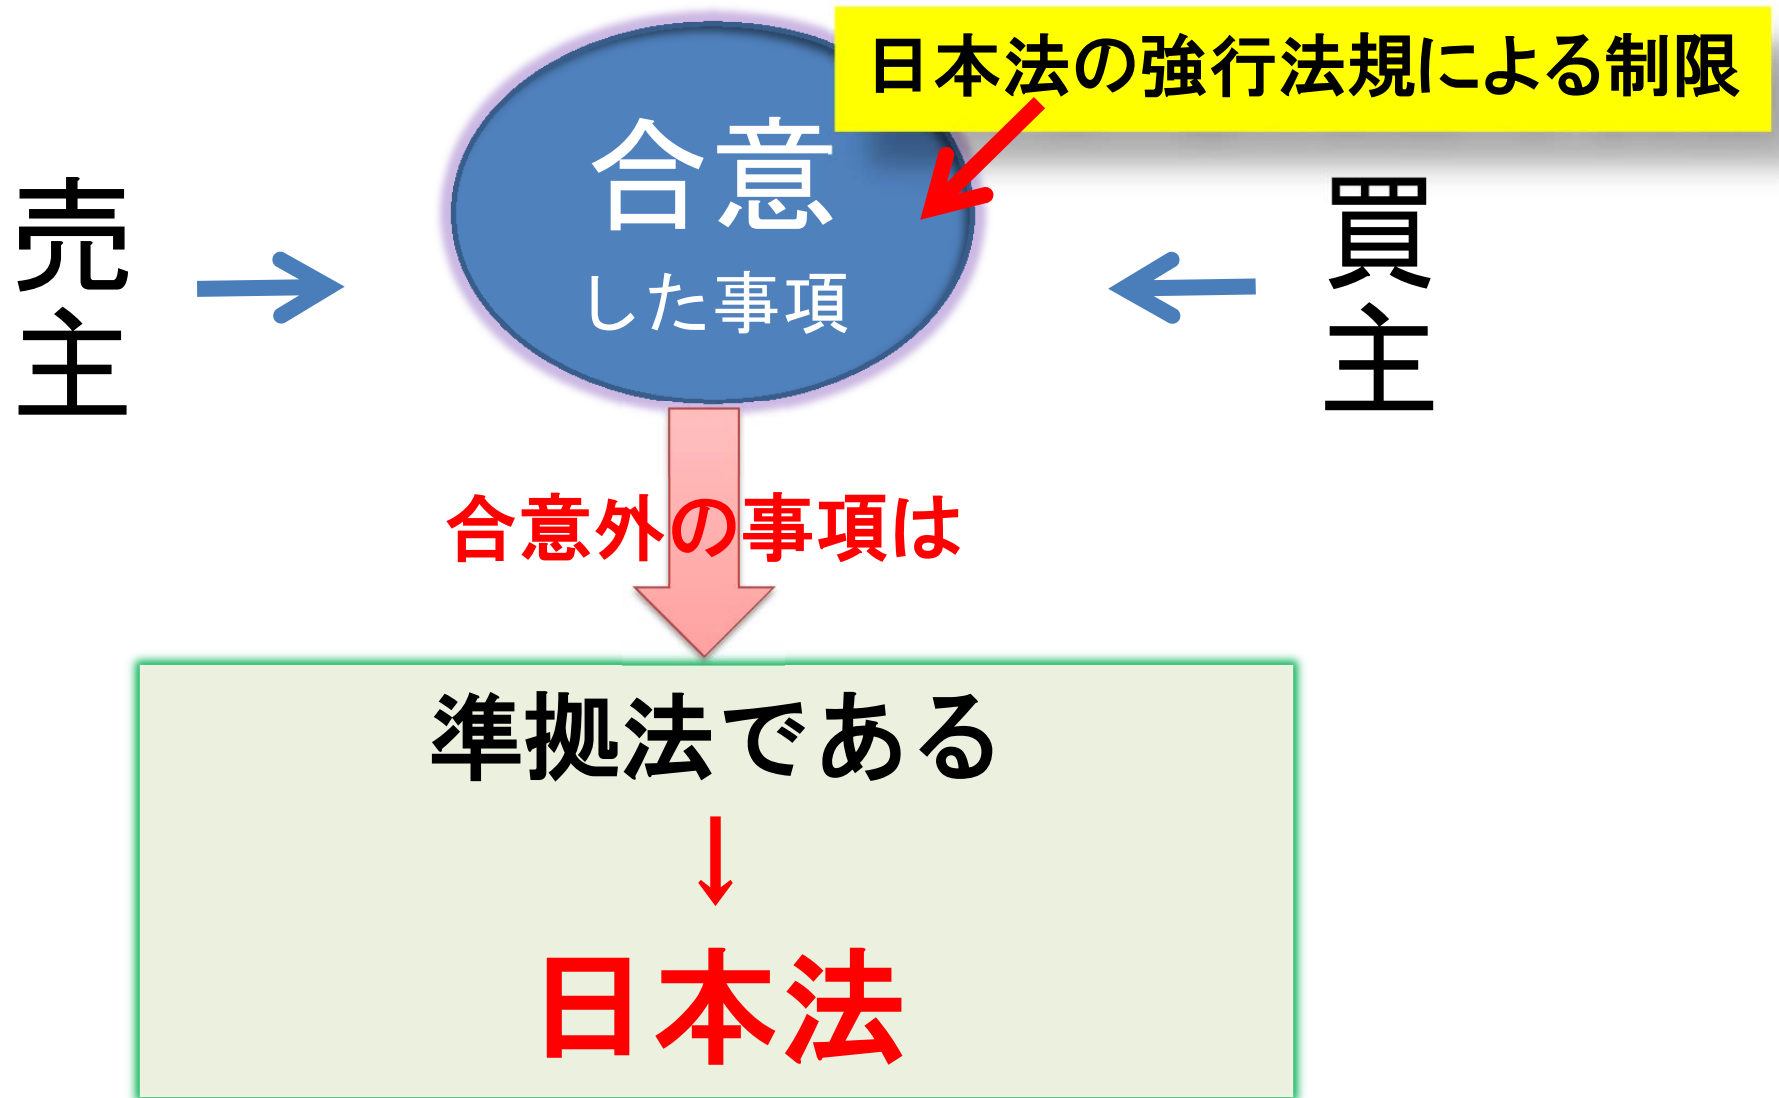 日本法の強行法規による制限
合意
した事項
売主
買主
合意外の事項は
準拠法である
↓
日本法